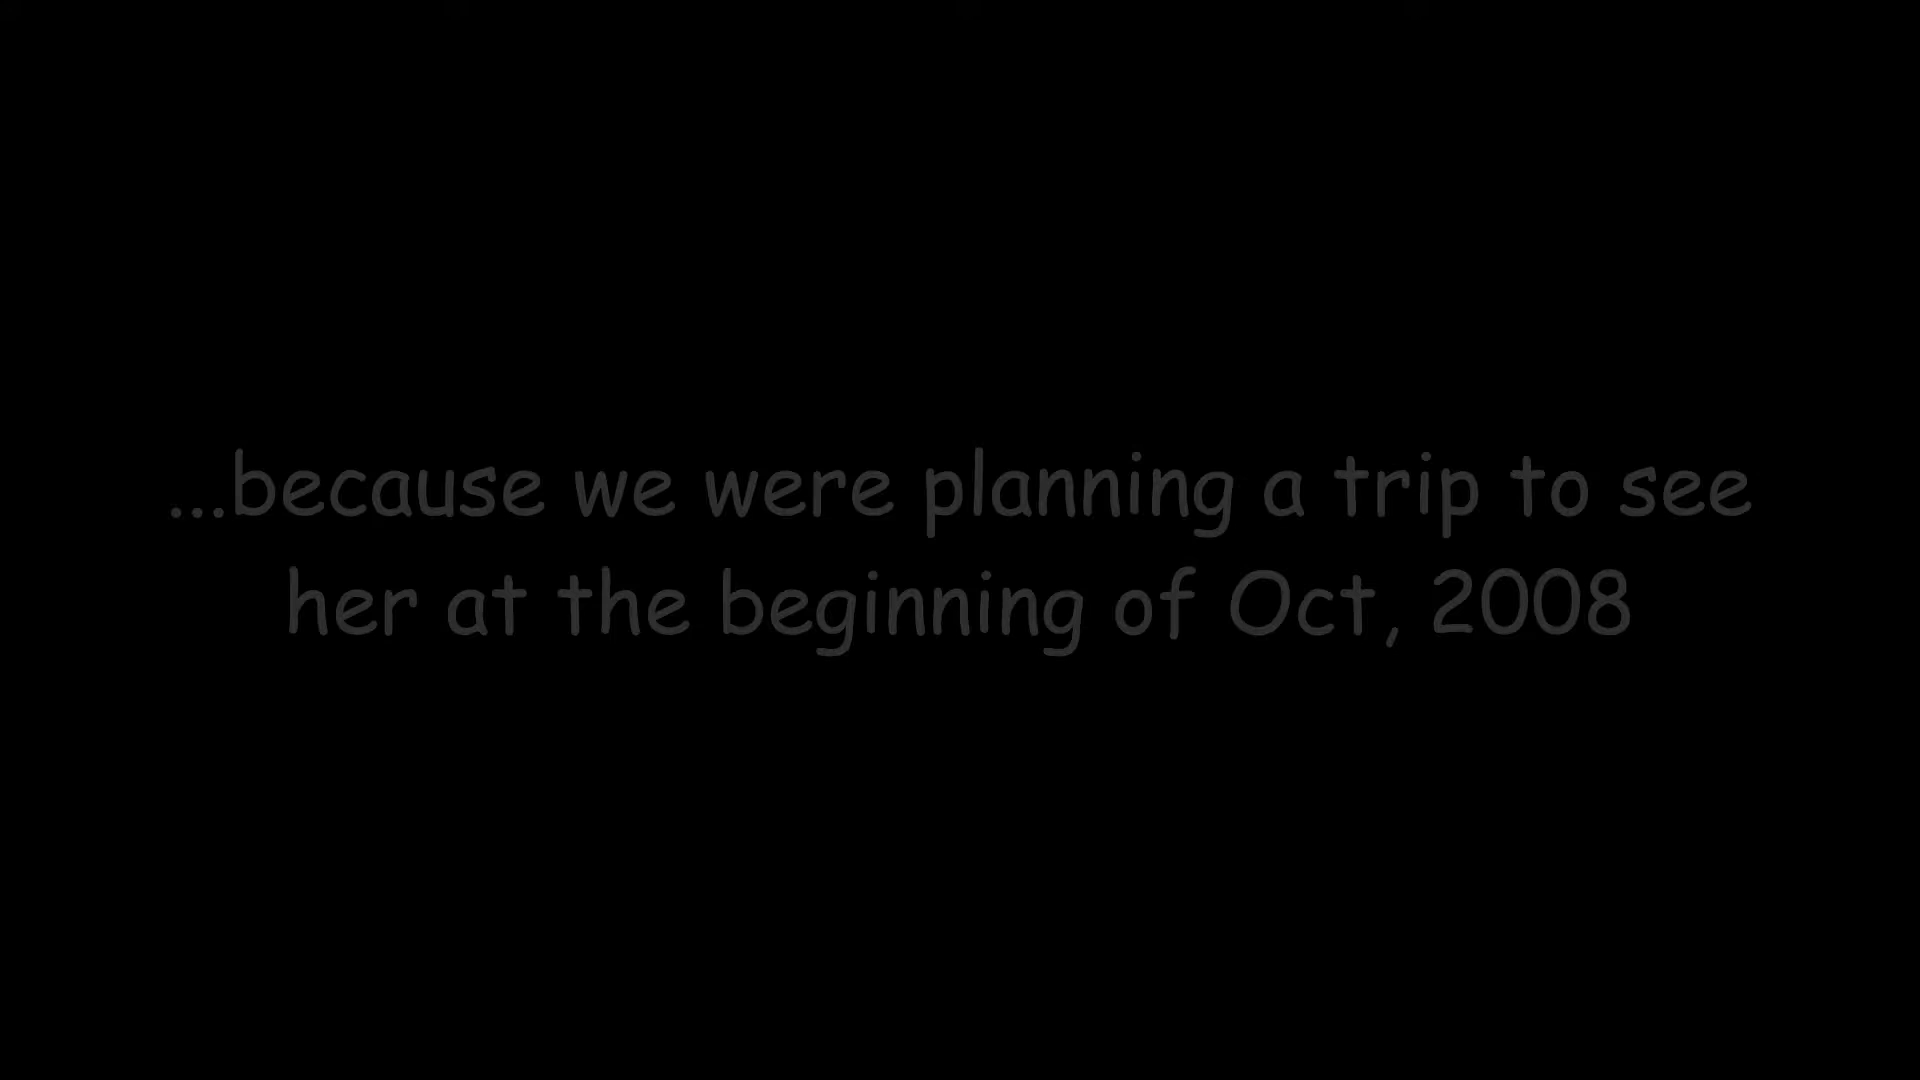 ...because we were planning a trip to see
her at the beginning of Oct, 2008